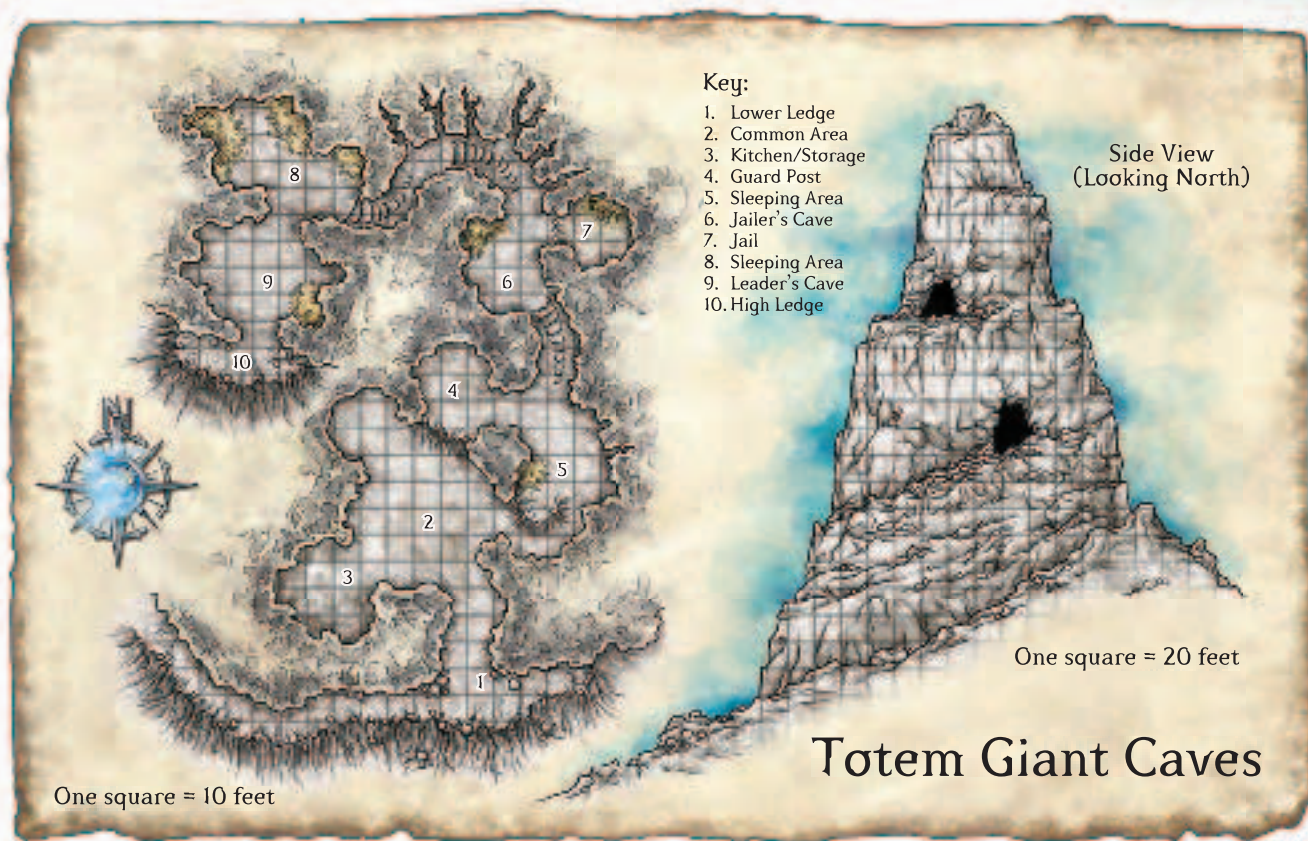 Key:
1. Lower Ledge
2. Common Area
3. Kitchen/Storage
4. Guard Post
5. Sleeping Area
6. Jailer's Cave
7. Jail
8. Sleeping Area
9. Leader's Cave
10. High Ledge
Side View
(Looking North)
8
7
9
6
10
4
N
5
2
3
1
One square = 20 feet
Totem Giant Caves
One square = 10 feet